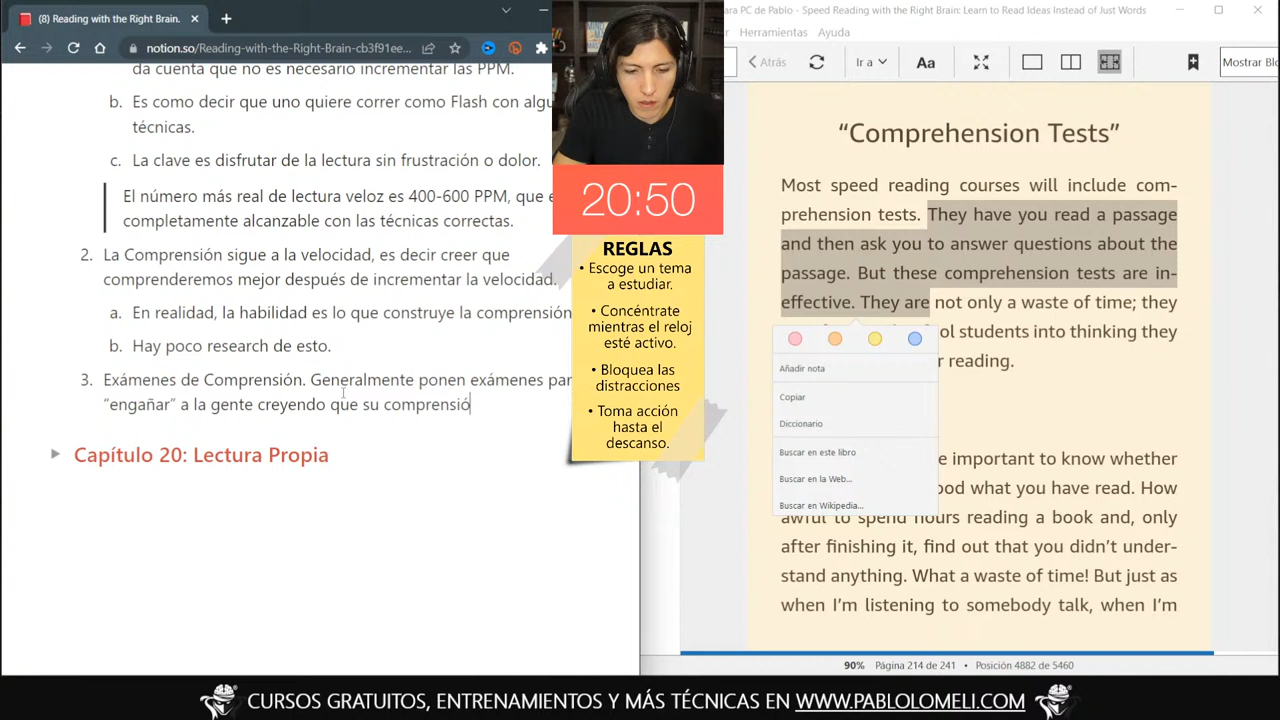 (8) Reading with the Right Brain.
notion.so/Reading-with-the-Right-Brain-cb3f91ee...
da cuenta que no es necesario incrementar las PPM.
b. Es como decir que uno quiere correr como Flash con
técnicas.
c. La clave es disfrutar de la lectura sin frustración o dolor.
El número más real de lectura veloz es 400-600 PPM, que
completamente alcanzable con las técnicas correctas.
2. La Comprensión sigue a la velocidad, es decir creer que
comprenderemos mejor después de incrementar la velocidad.
a. En realidad, la habilidad es lo que construye la comprensión
b. Hay poco research de esto.
3. Exámenes de Comprensión. Generalmente ponen exámenes
“engañar” a la gente creyendo que su comprensió
Capítulo 20: Lectura Propia
20:50
REGLAS
• Escoge un tema
a estudiar.
• Concéntrate
mientras el reloj
esté activo.
• Bloquea las
distracciones
• Toma acción
hasta el
descanso.
para PC de Pablo - Speed Reading with the Right Brain: Learn to Read Ideas Instead of Just Words
Herramientas Ayuda
Atrás Ir a Aa Mostrar
“Comprehension Tests”
Most speed reading courses will include com-
prehension tests. They have you read a passage
and then ask you to answer questions about the
passage. But these comprehension tests are in-
effective. They are not only a waste of time; they
students into thinking they
reading.
Añadir nota
Copiar
Diccionario
Buscar en este libro
Buscar en la Web...
Buscar en Wikipedia...
important to know whether
what you have read. How
awful to spend hours reading a book and, only
after finishing it, find out that you didn’t under-
stand anything. What a waste of time! But just as
when I’m listening to somebody talk, when I’m
90% Página 214 de 241 • Posición 4882 de 5460
CURSOS GRATUITOS, ENTRENAMIENTOS Y MÁS TÉCNICAS EN WWW.PABLOLOMELI.COM